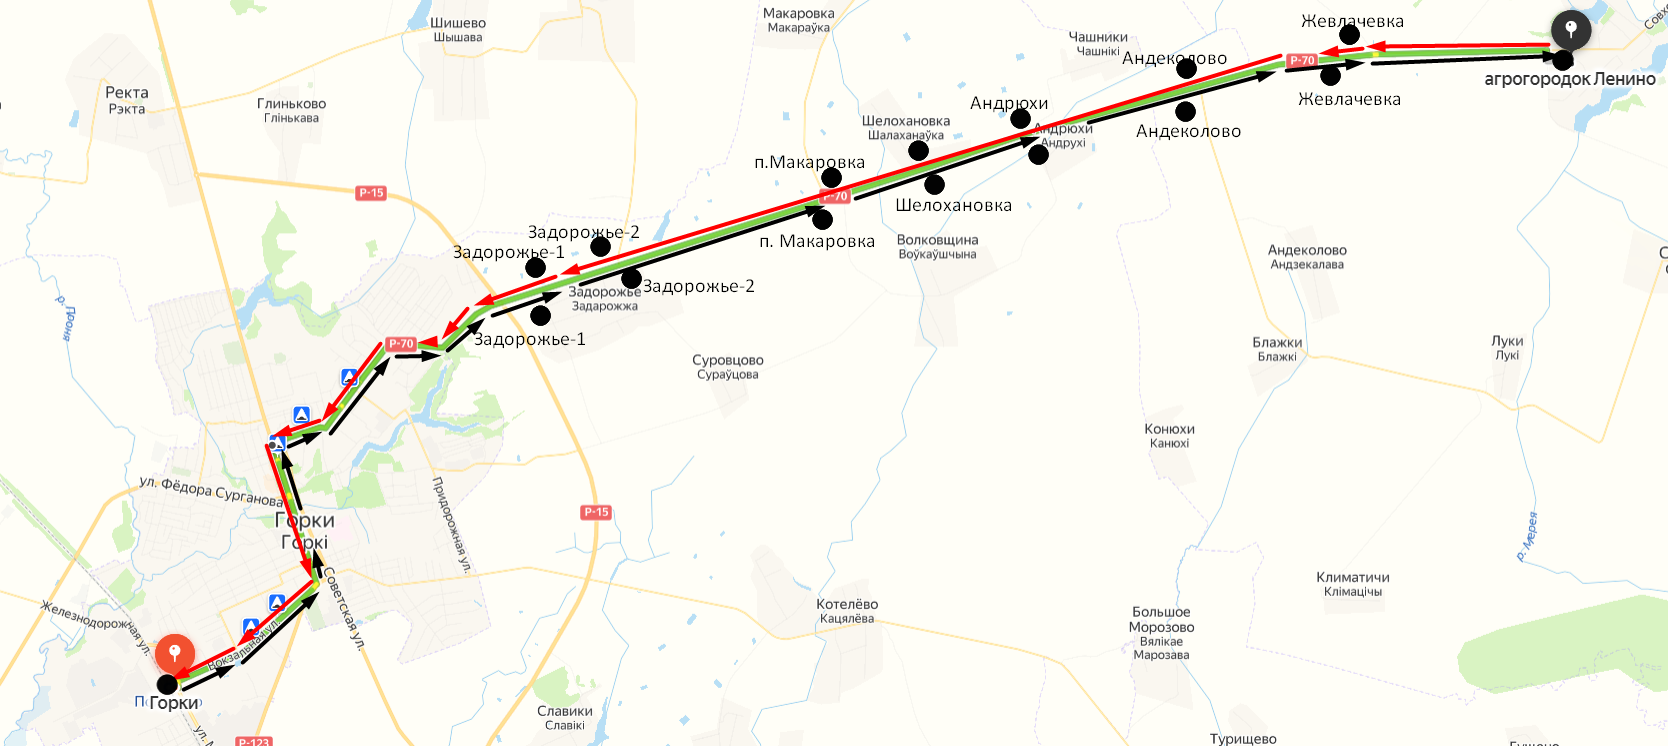 Шишево
Шышава
Макаровка
Макараўка
Жевлачевка
Чашники
Чашнікі
Андеколово
Р-70
агрогородок Ленино
Ректа
Рэкта
Глиньково
Глінькава
Андрюхи
Жевлачевка
Шелохановка
Шалаханаўка
Андрюхи
Андрухі
Андеколово
п.Макаровка
Р-15
Р-70
Шелохановка
п. Макаровка
Волковщина
Воўкаўшчына
Задорожье-2
Задорожье-1
Андеколово
Андзекалава
Задорожье
Задарожжа
Задорожье-2
р. Проня
Задорожье-1
Р-70
Суровцово
Сураўцова
Блажки
Блажкі
Луки
Лукі
Конюхи
Канюхі
ул. Фёдора Сурганова
Придорожная ул.
Горки
Горкі
Р-15
р. Мерея
Советская ул.
Железнодорожная ул.
Вокзальная ул.
Котелёво
Кацялёва
Климатичи
Клімацічы
Большое
Морозово
Вялікае
Марозава
Горки
Славики
Славікі
Р-123
Турищево